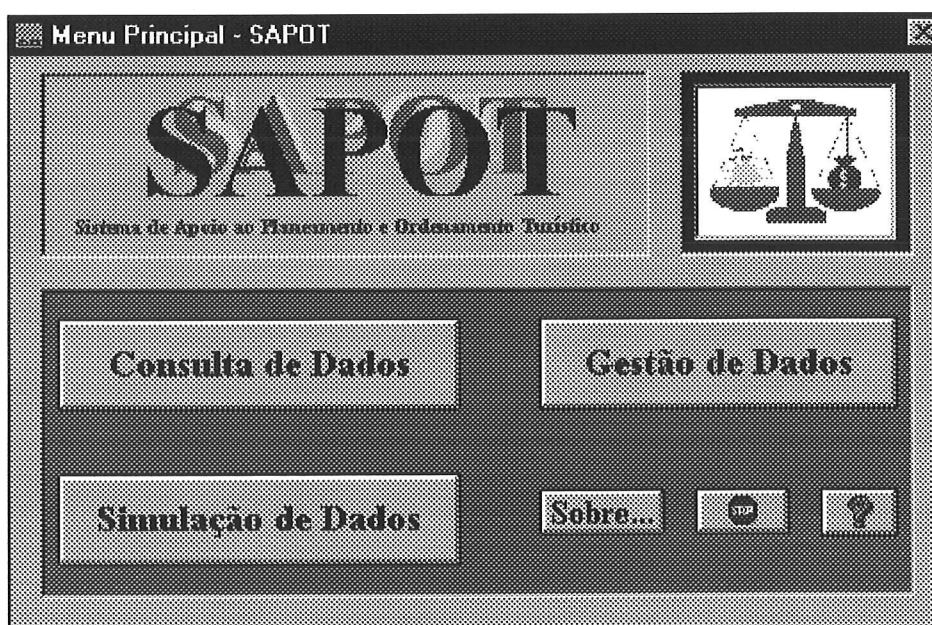 Menu Principal - SAPOT
SAPOT
Sistema de Apoio ao Planeamento e Ordenamento Turístico
Consulta de Dados
Gestão de Dados
Simulação de Dados
Sobre...
STOP